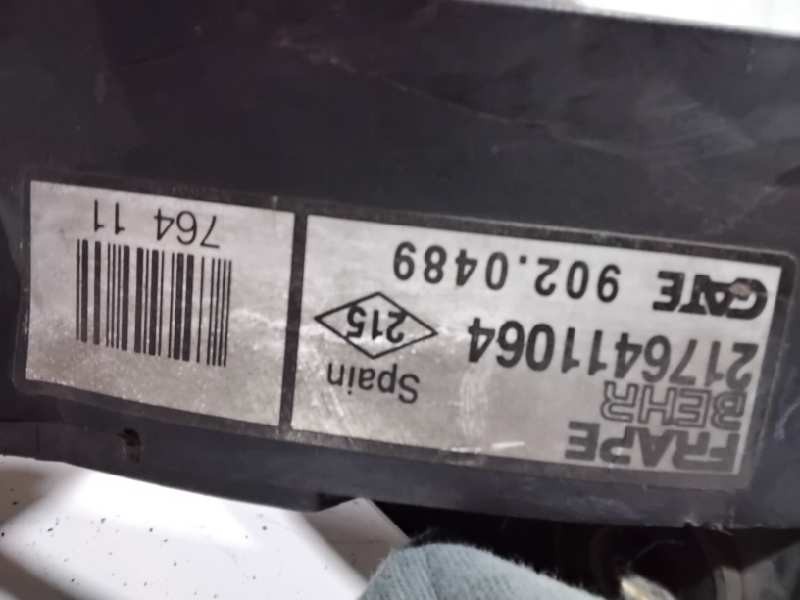 FRAPE
BEHR
2176411064
GATE 902.0489
Spain
215
764 11